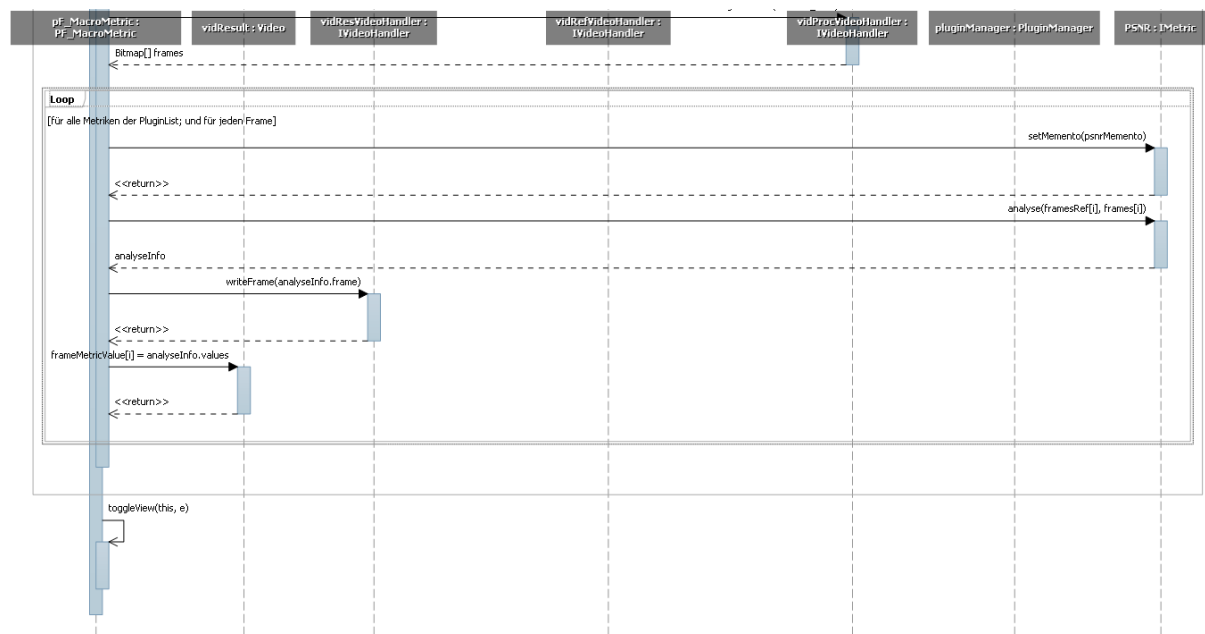 pF_MacroMetric :
PF_MacroMetric
vidResult : Video
vidResVideoHandler :
IVideoHandler
vidRefVideoHandler :
IVideoHandler
vidProcVideoHandler :
IVideoHandler
pluginManager : PluginManager
PSNR : IMetric
Bitmap[] frames
Loop
[für alle Metriken der PluginList; und für jeden Frame]
setMemento(psnrMemento)
<<return>>
analyse(framesRef[i], frames[i])
analyseInfo
writeFrame(analyseInfo.frame)
<<return>>
frameMetricValue[i] = analyseInfo.values
<<return>>
toggleView(this, e)